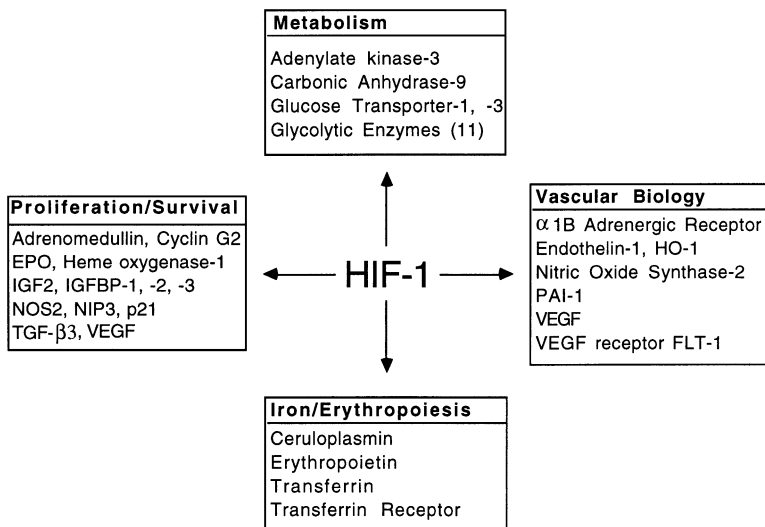 Metabolism
Adenylate kinase-3
Carbonic Anhydrase-9
Glucose Transporter-1, -3
Glycolytic Enzymes (11)
Proliferation/Survival
Adrenomedullin, Cyclin G2
EPO, Heme oxygenase-1
IGF2, IGFBP-1, -2, -3
NOS2, NIP3, p21
TGF-β3, VEGF
HIF-1
Vascular Biology
α1B Adrenergic Receptor
Endothelin-1, HO-1
Nitric Oxide Synthase-2
PAI-1
VEGF
VEGF receptor FLT-1
Iron/Erythropoiesis
Ceruloplasmin
Erythropoietin
Transferrin
Transferrin Receptor